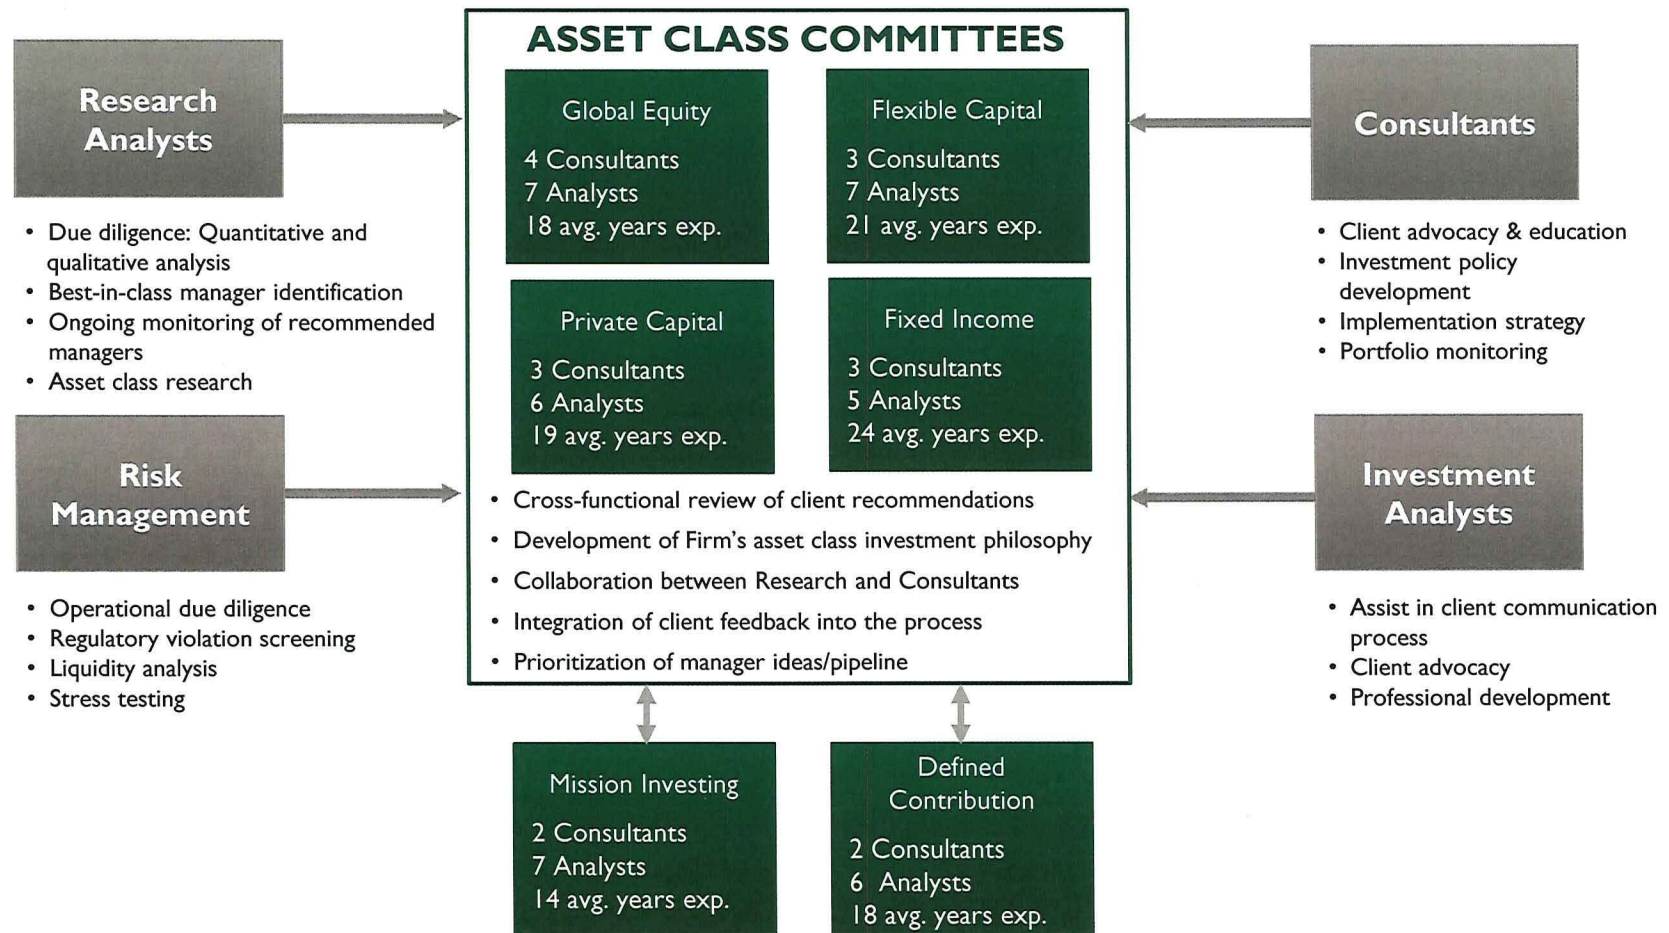 ASSET CLASS COMMITTEES
Research
Analysts
• Due diligence: Quantitative and
qualitative analysis
• Best-in-class manager identification
• Ongoing monitoring of recommended
managers
• Asset class research
Risk
Management
• Operational due diligence
• Regulatory violation screening
• Liquidity analysis
• Stress testing
Global Equity
4 Consultants
7 Analysts
18 avg. years exp.
Flexible Capital
3 Consultants
7 Analysts
21 avg. years exp.
Private Capital
3 Consultants
6 Analysts
19 avg. years exp.
Fixed Income
3 Consultants
5 Analysts
24 avg. years exp.
• Cross-functional review of client recommendations
• Development of Firm's asset class investment philosophy
• Collaboration between Research and Consultants
• Integration of client feedback into the process
• Prioritization of manager ideas/pipeline
Consultants
• Client advocacy & education
• Investment policy
development
• Implementation strategy
• Portfolio monitoring
Investment
Analysts
• Assist in client communication
process
• Client advocacy
• Professional development
Mission Investing
2 Consultants
7 Analysts
14 avg. years exp.
Defined
Contribution
2 Consultants
6 Analysts
18 avg. years exp.